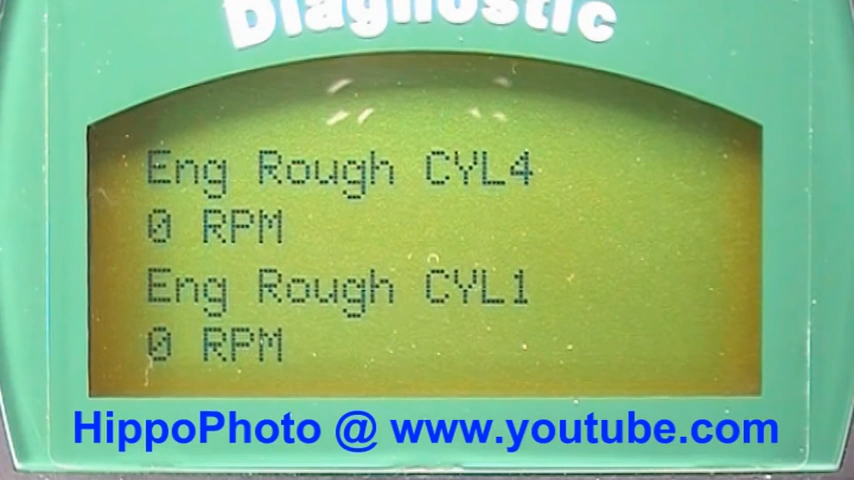 Diagnostic
Eng Rough CYL4
0 RPM
Eng Rough CYL1
0 RPM
HippoPhoto @ www.youtube.com